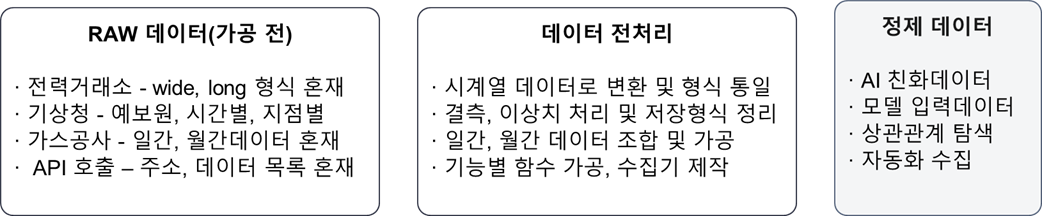 RAW 데이터(가공 전)
· 전력거래소 - wide, long 형식 혼재
· 기상청 - 예보원, 시간별, 지점별
· 가스공사 - 일간, 월간데이터 혼재
· API 호출 – 주소, 데이터 목록 혼재
데이터 전처리
· 시계열 데이터로 변환 및 형식 통일
· 결측, 이상치 처리 및 저장형식 정리
· 일간, 월간 데이터 조합 및 가공
· 기능별 함수 가공, 수집기 제작
정제 데이터
· AI 친화데이터
· 모델 입력데이터
· 상관관계 탐색
· 자동화 수집